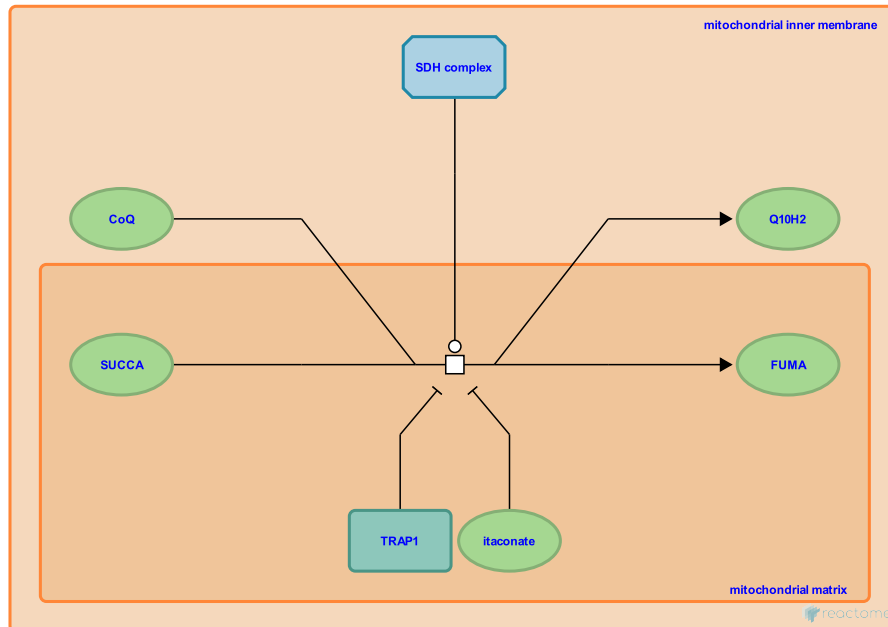 mitochondrial inner membrane
SDH complex
CoQ
Q10H2
SUCCA
FUMA
TRAP1
itaconate
mitochondrial matrix
reactome